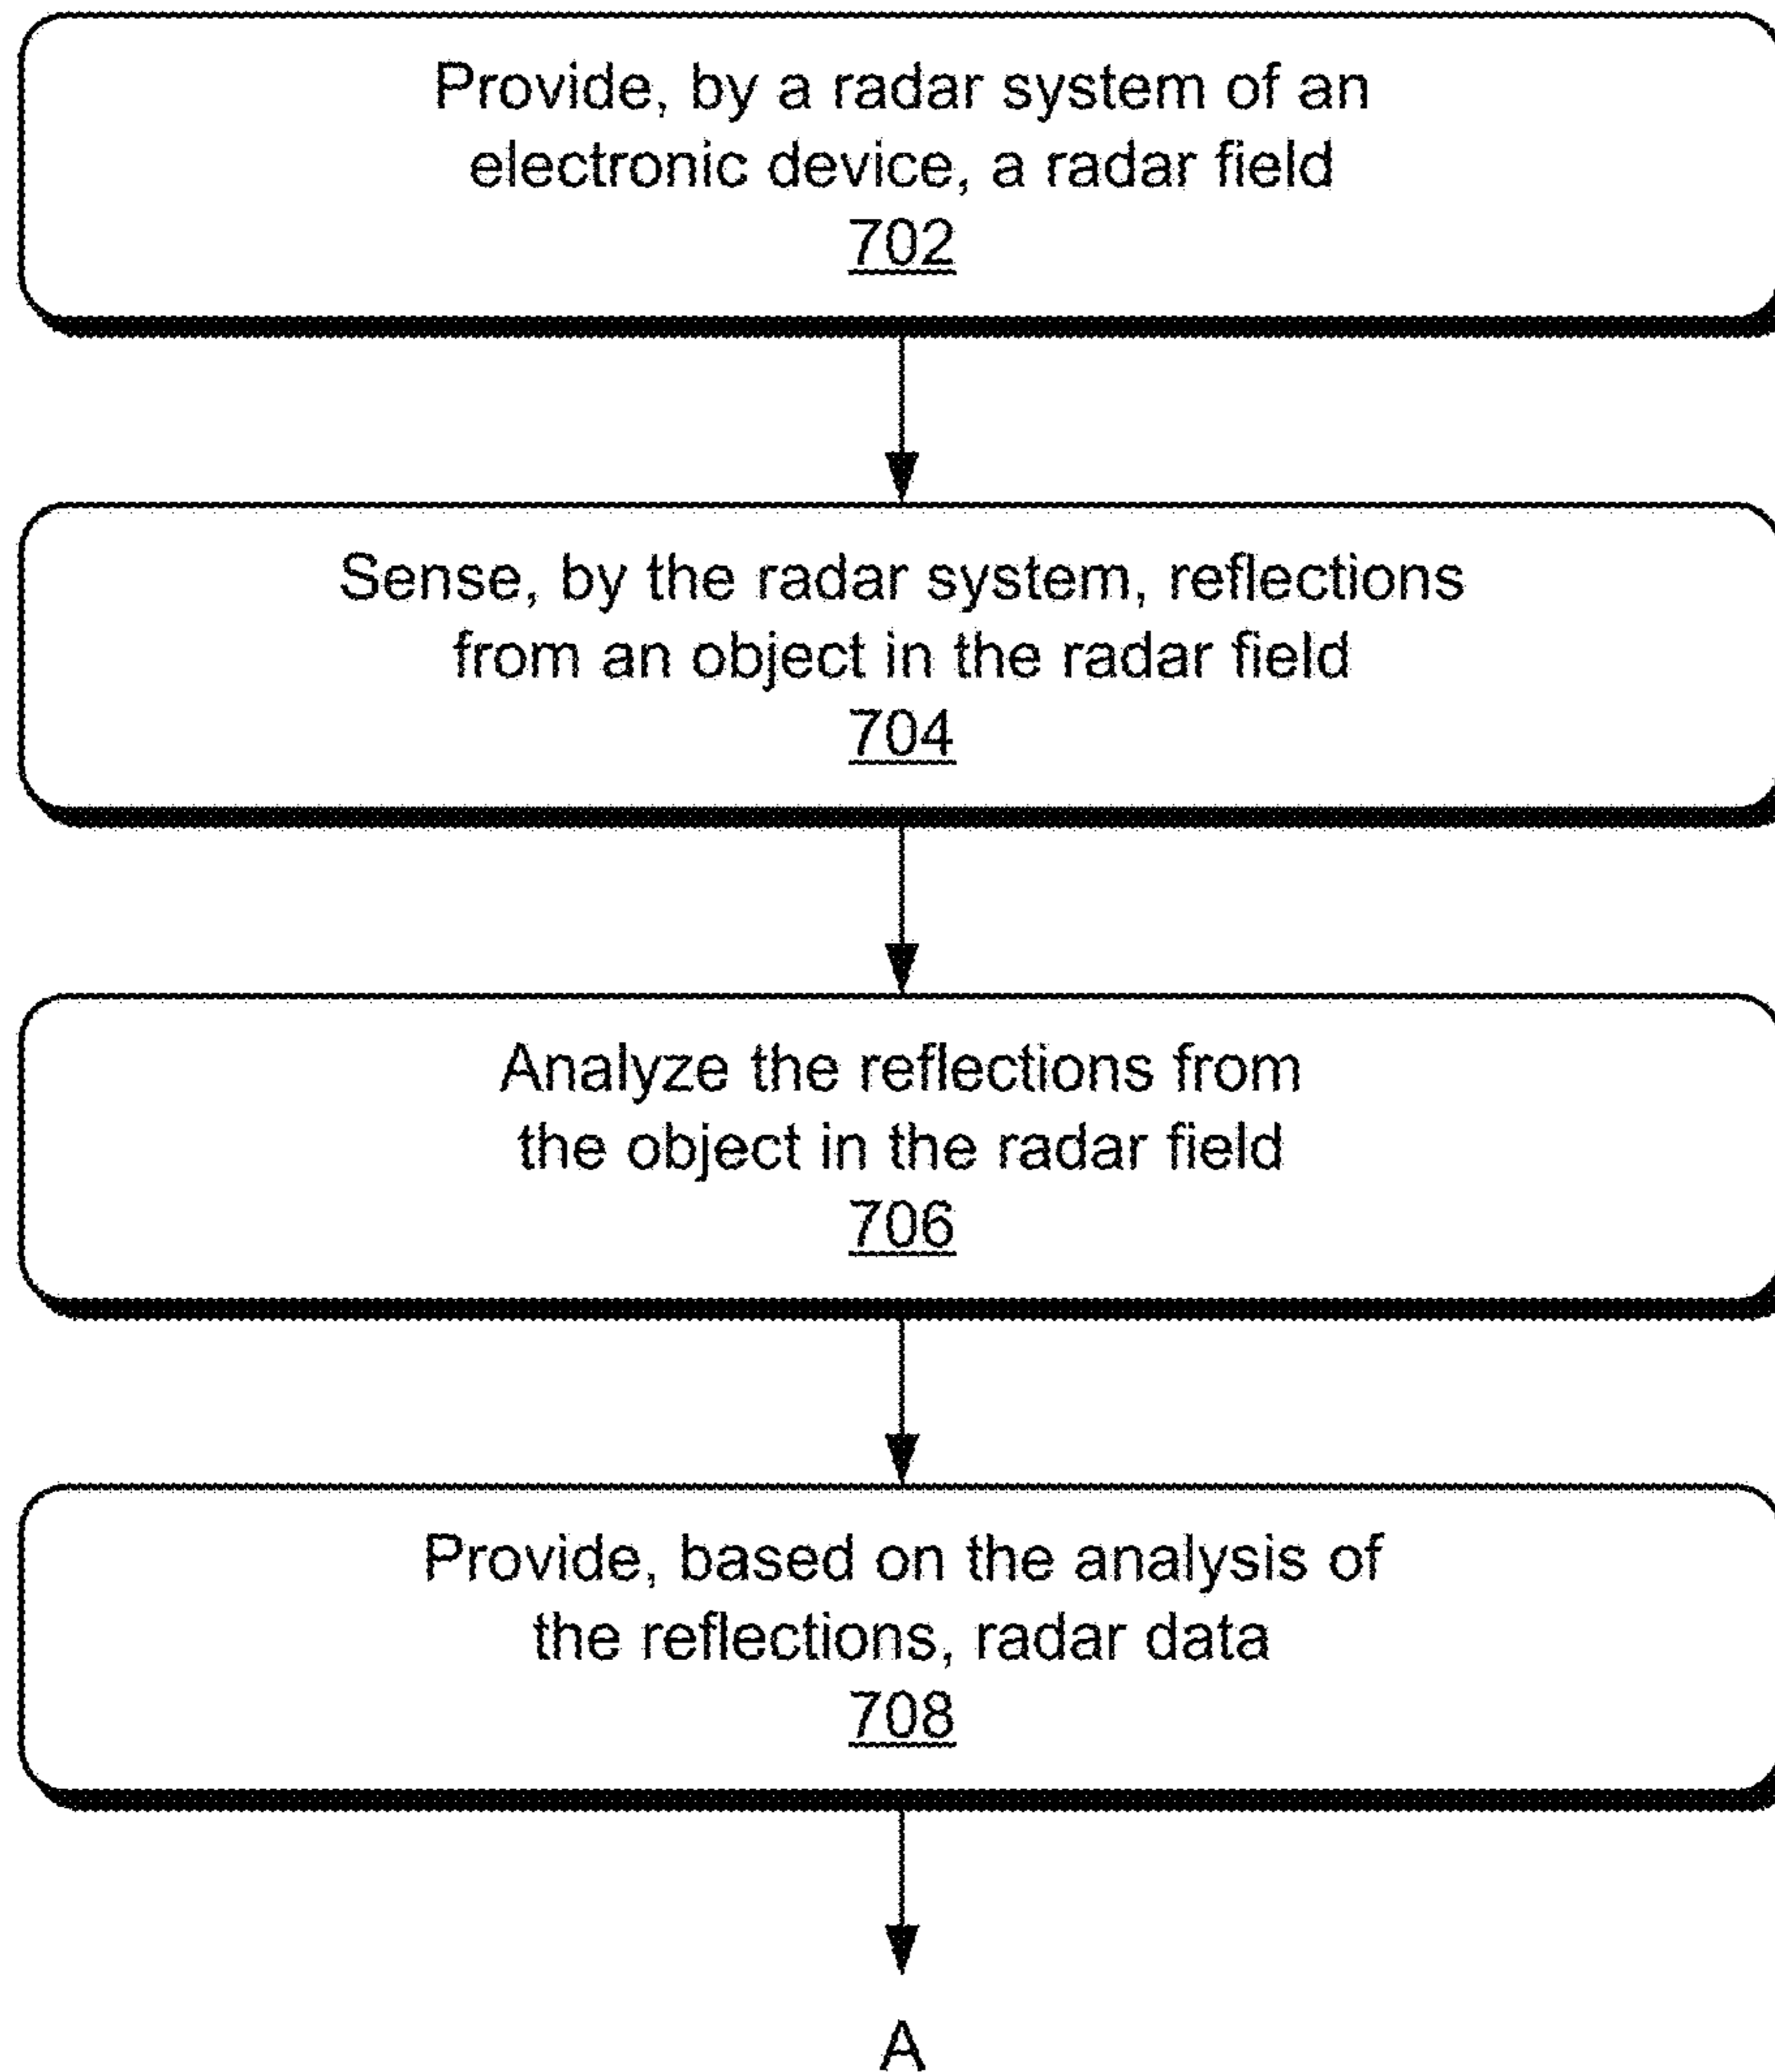 Provide, by a radar system of an
electronic device, a radar field
702
Sense, by the radar system, reflections
from an object in the radar field
704
Analyze the reflections from
the object in the radar field
706
Provide, based on the analysis of
the reflections, radar data
708
A